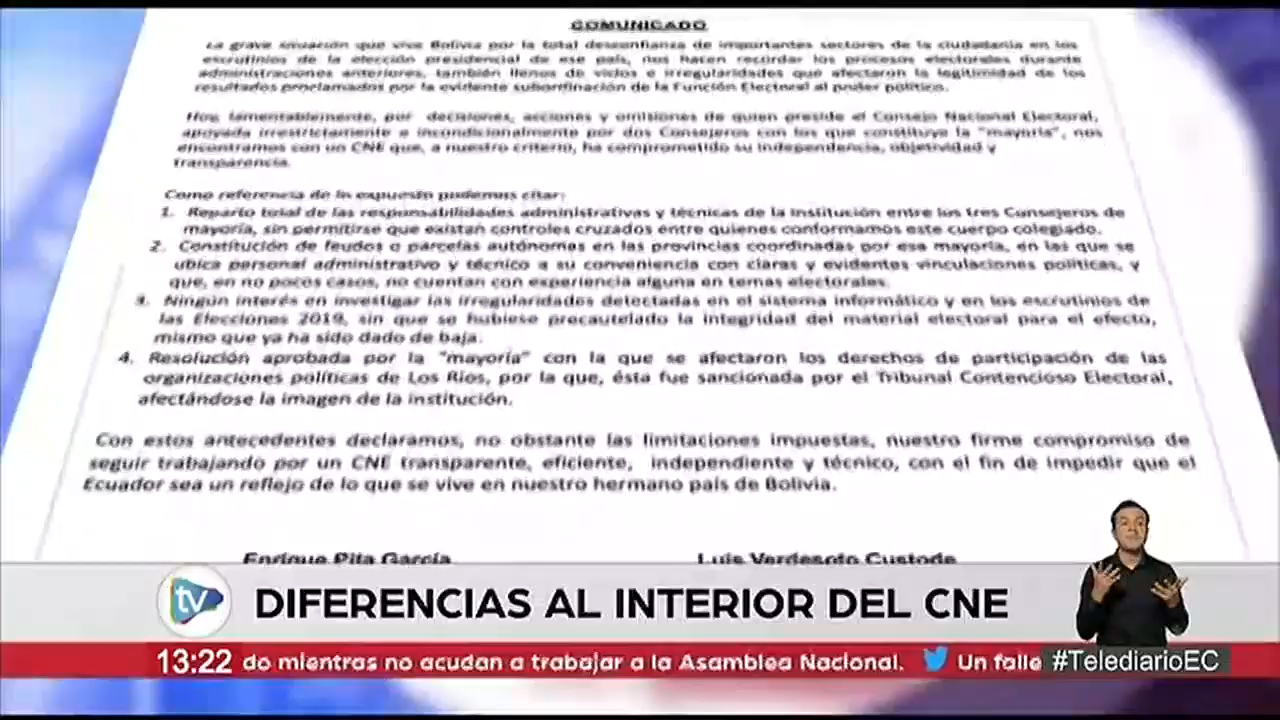 COMUNICADO
La grave situación que vive Bolivia por la total desconfianza de importantes sectores de la ciudadanía en los
escrutinios de la elección presidencial de ese país, nos hacen recordar los procesos electorales durante
administraciones anteriores, también llenos de vicios e irregularidades que afectaron la legitimidad de los
resultados proclamados por la evidente subordinación de la Función Electoral al poder político.
Hoy, lamentablemente, por decisiones, acciones y omisiones de quien preside el Consejo Nacional Electoral,
apoyada irrestrictamente e incondicionalmente por dos Consejeros con los que constituye la "mayoría", nos
encontramos con un CNE que, a nuestro criterio, ha comprometido su independencia, objetividad y
transparencia.
Como referencia de lo expuesto podemos citar:
1. Reparto total de las responsabilidades administrativas y técnicas de la institución entre los tres Consejeros de
mayoría, sin permitirse que existan controles cruzados entre quienes conformamos este cuerpo colegiado.
2. Constitución de feudos o parcelas autónomas en las provincias coordinadas por esa mayoría, en las que se
ubica personal administrativo y técnico a su conveniencia con claras y evidentes vinculaciones políticas, y
que, en no pocos casos, no cuentan con experiencia alguna en temas electorales.
3. Ningún interés en investigar las irregularidades detectadas en el sistema informático y en los escrutinios de
las Elecciones 2019, sin que se hubiese precautelado la integridad del material electoral para el efecto,
mismo que ya ha sido dado de baja.
4. Resolución aprobada por la "mayoría" con la que se afectaron los derechos de participación de las
organizaciones políticas de Los Ríos, por la que, ésta fue sancionada por el Tribunal Contencioso Electoral,
afectándose la imagen de la institución.
Con estos antecedentes declaramos, no obstante las limitaciones impuestas, nuestro firme compromiso de
seguir trabajando por un CNE transparente, eficiente, independiente y técnico, con el fin de impedir que el
Ecuador sea un reflejo de lo que se vive en nuestro hermano país de Bolivia.
Enrique Pita García Luis Verdesoto Custode
tv DIFERENCIAS AL INTERIOR DEL CNE
13:22 do mientras no acudan a trabajar a la Asamblea Nacional. Un falle #TelediarioEC